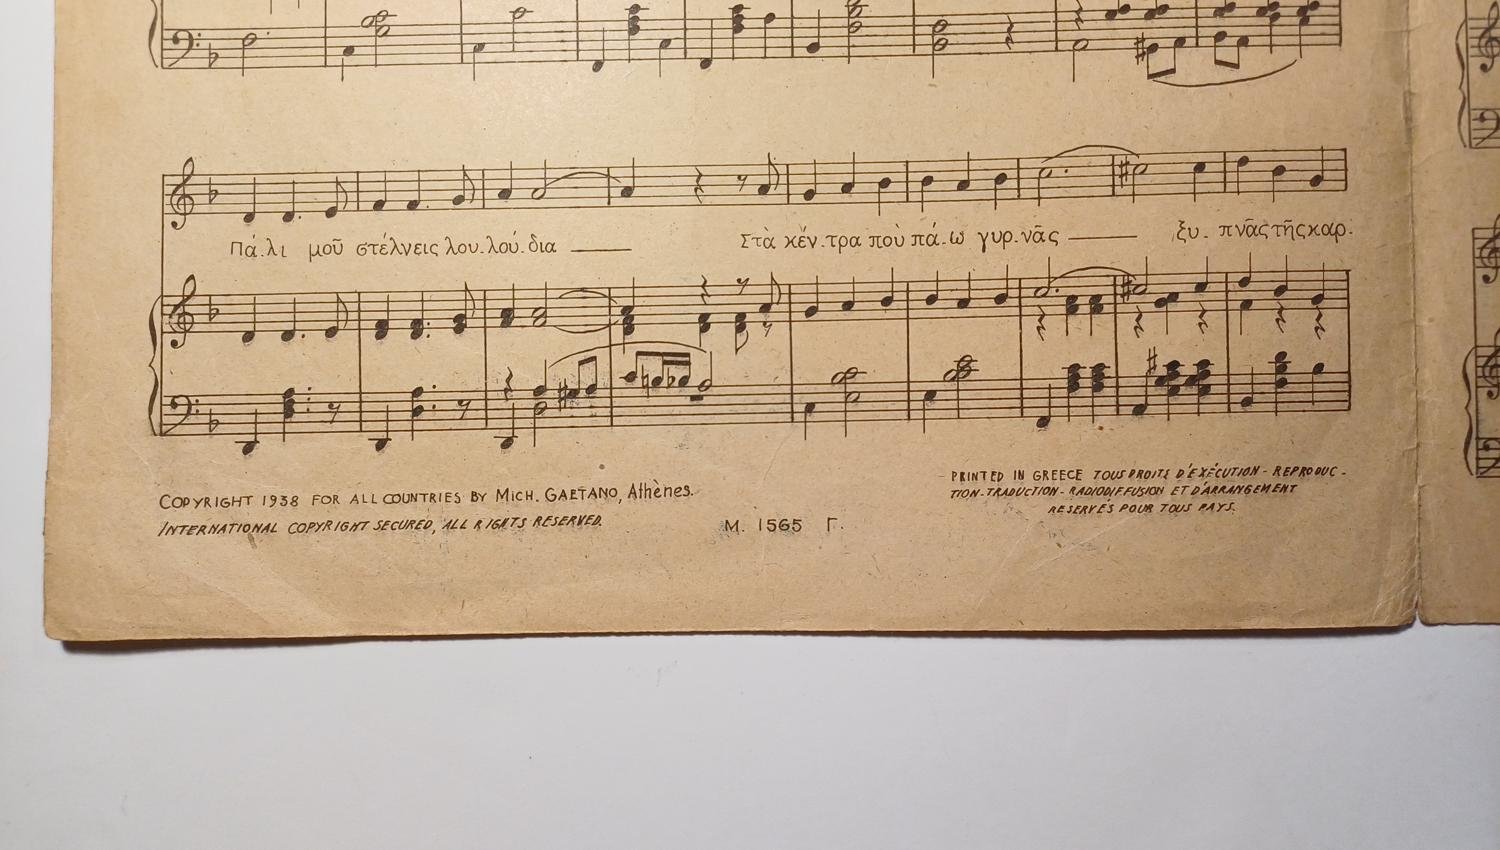 Πά.λι μοῦ στέλνεις λου.λού.δια Στὰ κέν.τρα ποὺ πά.ω γυρ.νᾶς ξυ. πνᾶς τῆς καρ.
COPYRIGHT 1938 FOR ALL COUNTRIES BY MICH. GAETANO, Athènes.
INTERNATIONAL COPYRIGHT SECURED, ALL RIGHTS RESERVED.
M. 1565 Γ.
PRINTED IN GREECE TOUS DROITS D'EXÉCUTION - REPRODUC -
TION - TRADUCTION - RADIODIFFUSION ET D'ARRANGEMENT
RESERVÉS POUR TOUS PAYS.